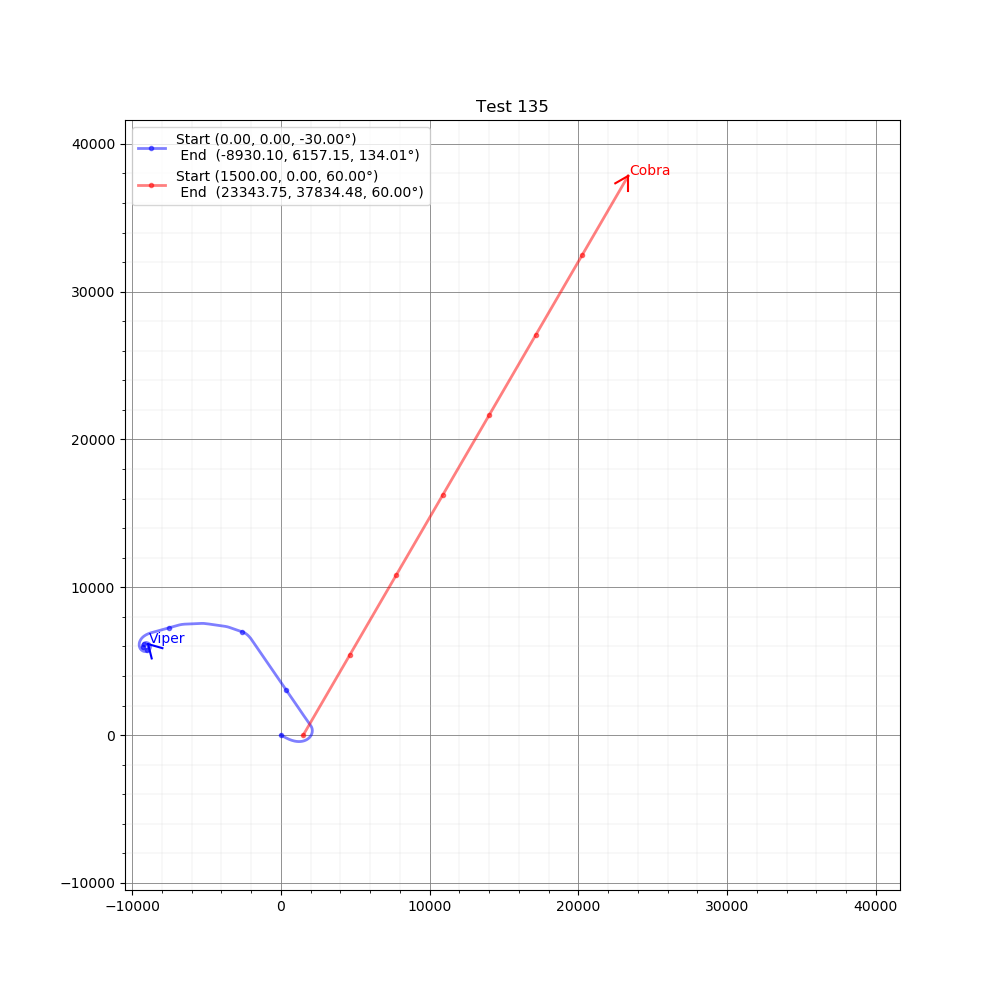 Test 135
Start (0.00, 0.00, -30.00°)
End  (-8930.10, 6157.15, 134.01°)
Start (1500.00, 0.00, 60.00°)
End  (23343.75, 37834.48, 60.00°)
Cobra
Viper
40000
30000
20000
10000
0
−10000
−10000 0 10000 20000 30000 40000